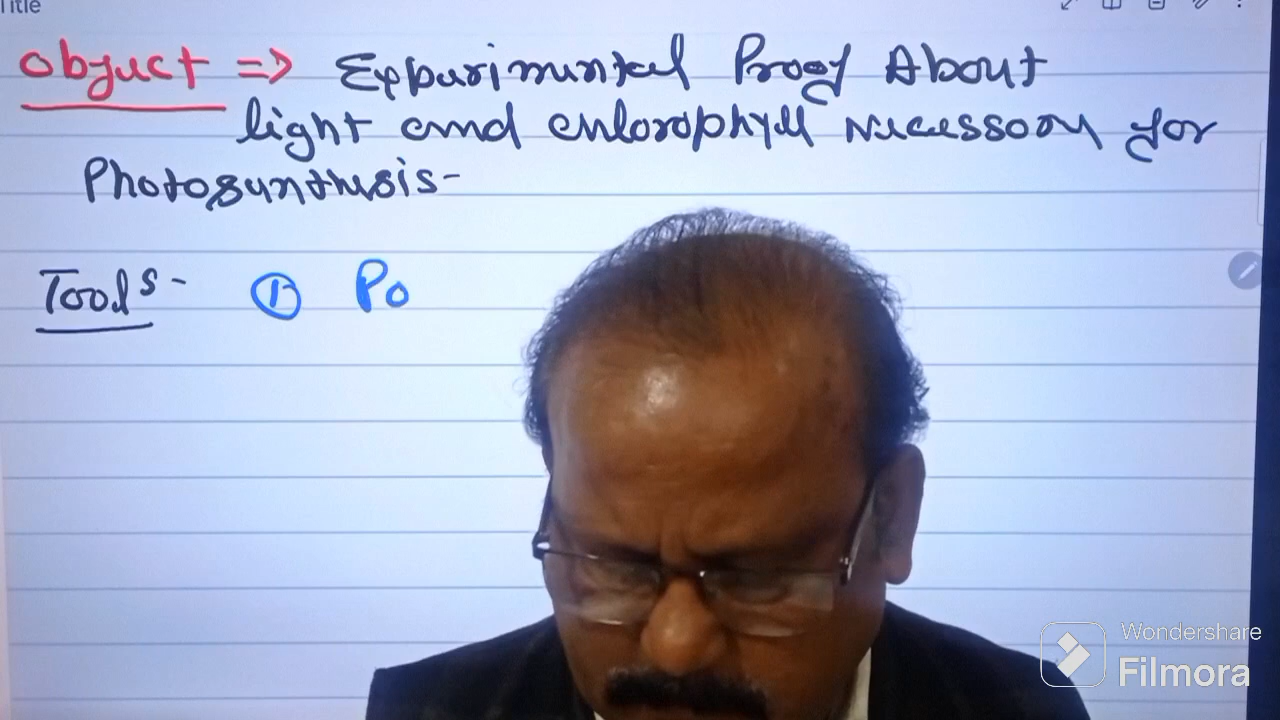 Title
Object => Experimental Proof About
light and chlorophyll necessary for
Photosynthesis-
Tools - ① Po
Wondershare
Filmora